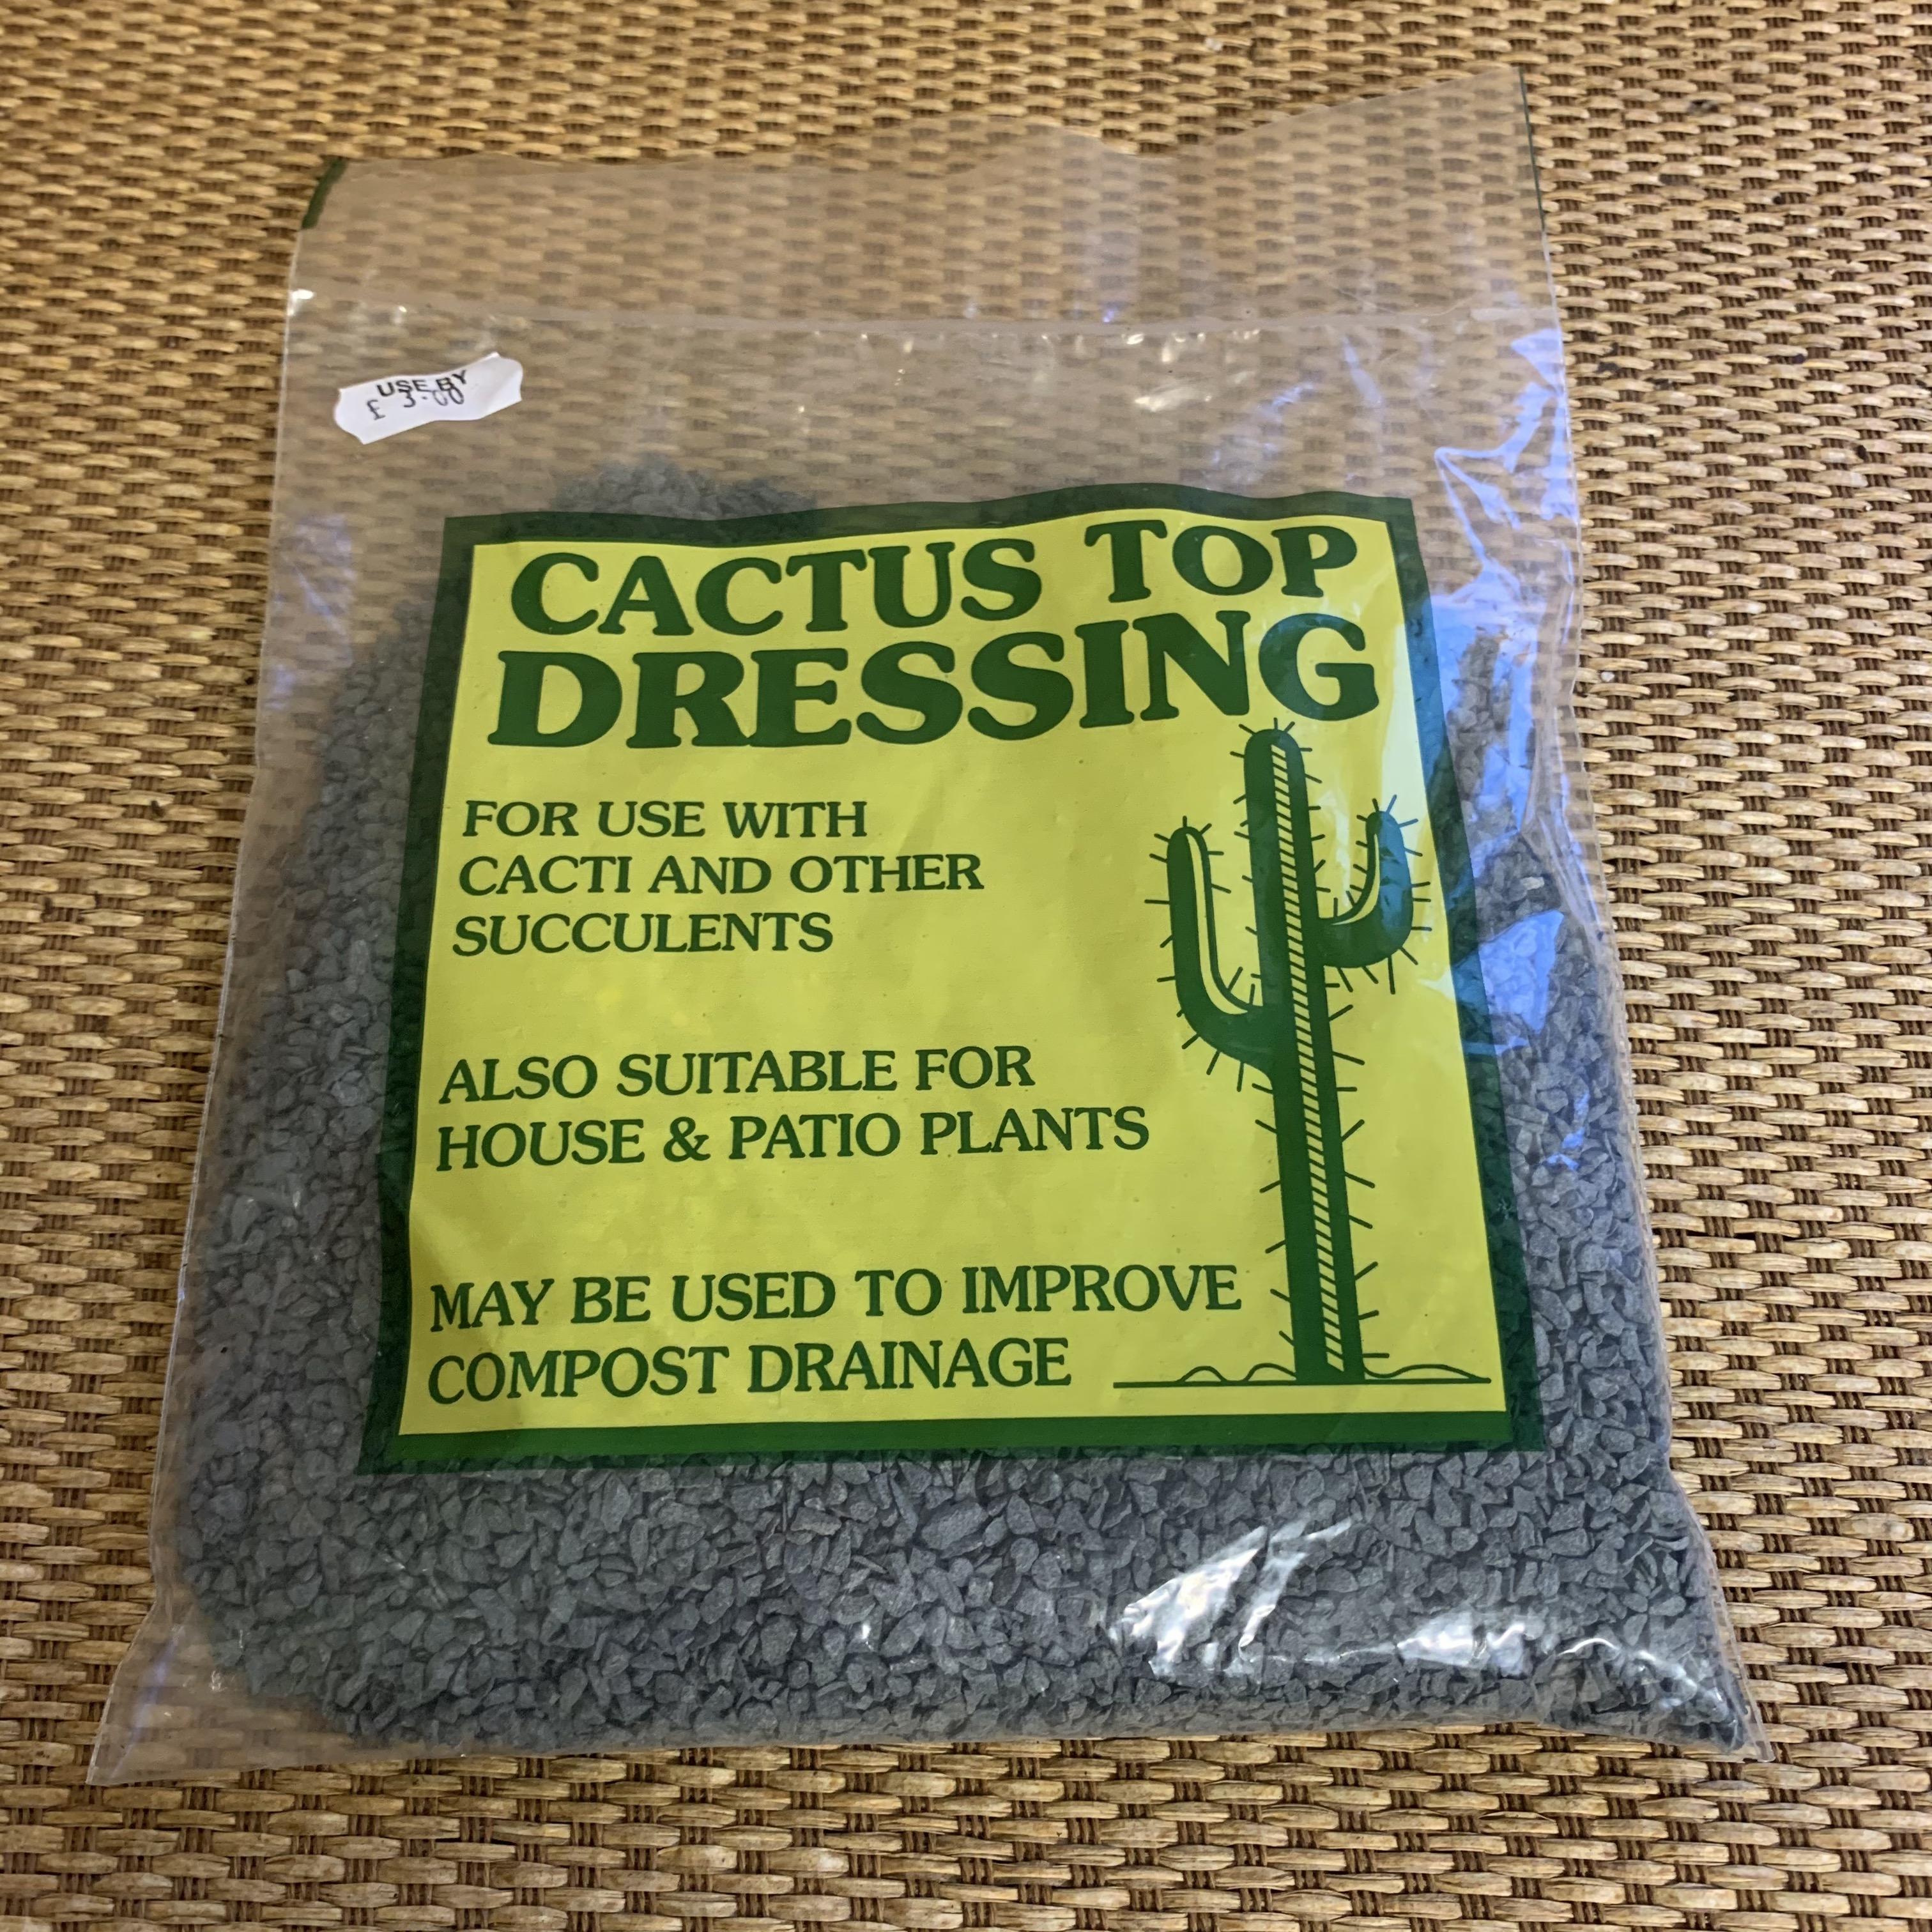 USE BY
£ 3.00
CACTUS TOP
DRESSING
FOR USE WITH
CACTI AND OTHER
SUCCULENTS
ALSO SUITABLE FOR
HOUSE & PATIO PLANTS
MAY BE USED TO IMPROVE
COMPOST DRAINAGE